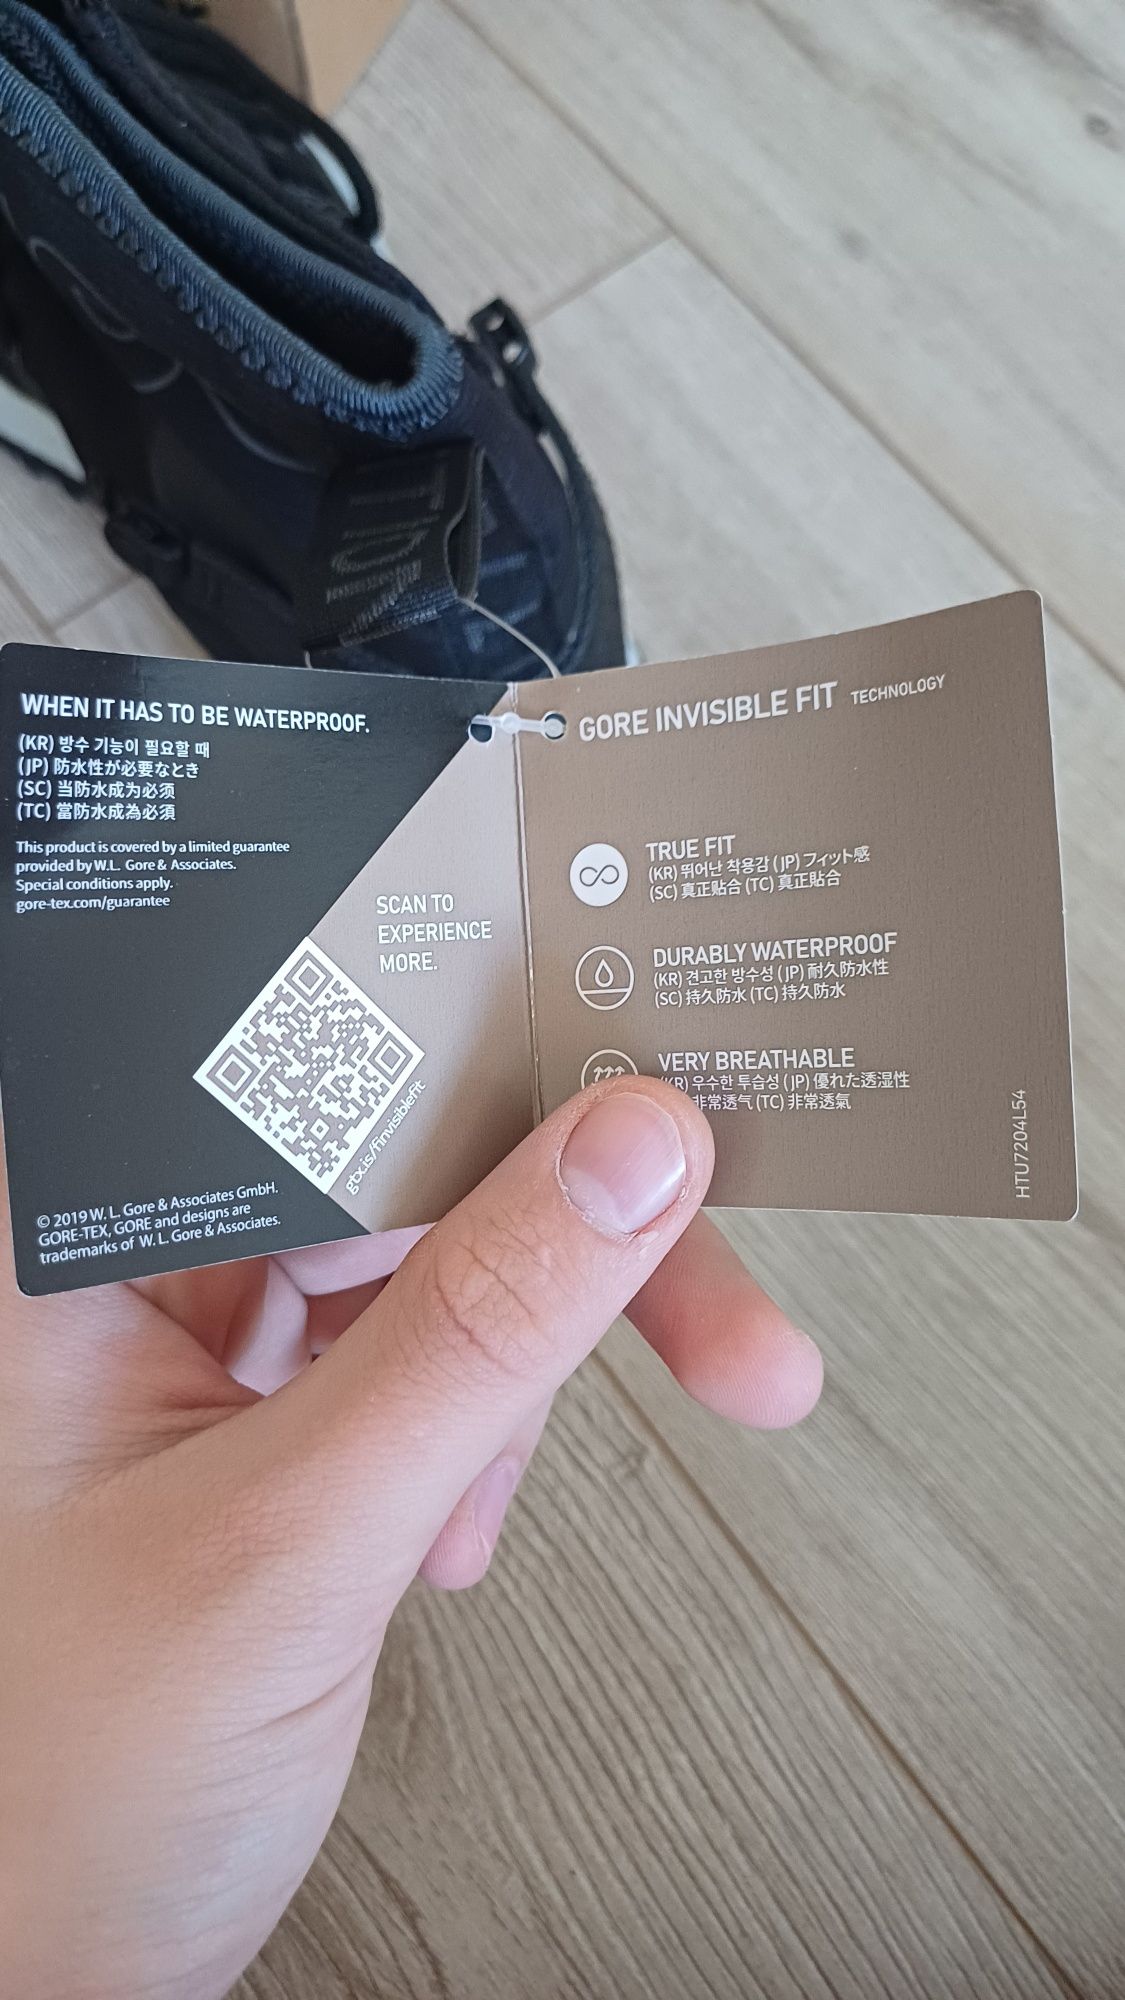 WHEN IT HAS TO BE WATERPROOF.
(KR) 방수 기능이 필요할 때
(JP) 防水性が必要なとき
(SC) 当防水成为必须
(TC) 當防水成為必須
This product is covered by a limited guarantee
provided by W.L. Gore & Associates.
Special conditions apply.
gore-tex.com/guarantee
SCAN TO
EXPERIENCE
MORE.
gtx.is/finvisiblefit
© 2019 W. L. Gore & Associates GmbH.
GORE-TEX, GORE and designs are
trademarks of W. L. Gore & Associates.
GORE INVISIBLE FIT TECHNOLOGY
TRUE FIT
(KR) 뛰어난 착용감 (JP) フィット感
(SC) 真正贴合 (TC) 真正貼合
DURABLY WATERPROOF
(KR) 견고한 방수성 (JP) 耐久防水性
(SC) 持久防水 (TC) 持久防水
VERY BREATHABLE
(KR) 우수한 투습성 (JP) 優れた透湿性
非常透气 (TC) 非常透氣
HTU7204L54